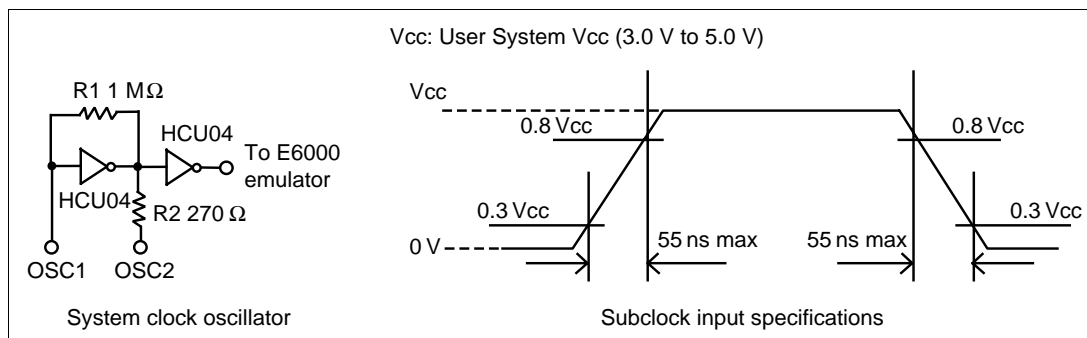 Vcc: User System Vcc (3.0 V to 5.0 V)
R1 1 MΩ
HCU04
To E6000
emulator
HCU04
R2 270 Ω
OSC1
OSC2
System clock oscillator
Vcc
0.8 Vcc
0.8 Vcc
0.3 Vcc
0.3 Vcc
0 V
55 ns max
55 ns max
Subclock input specifications